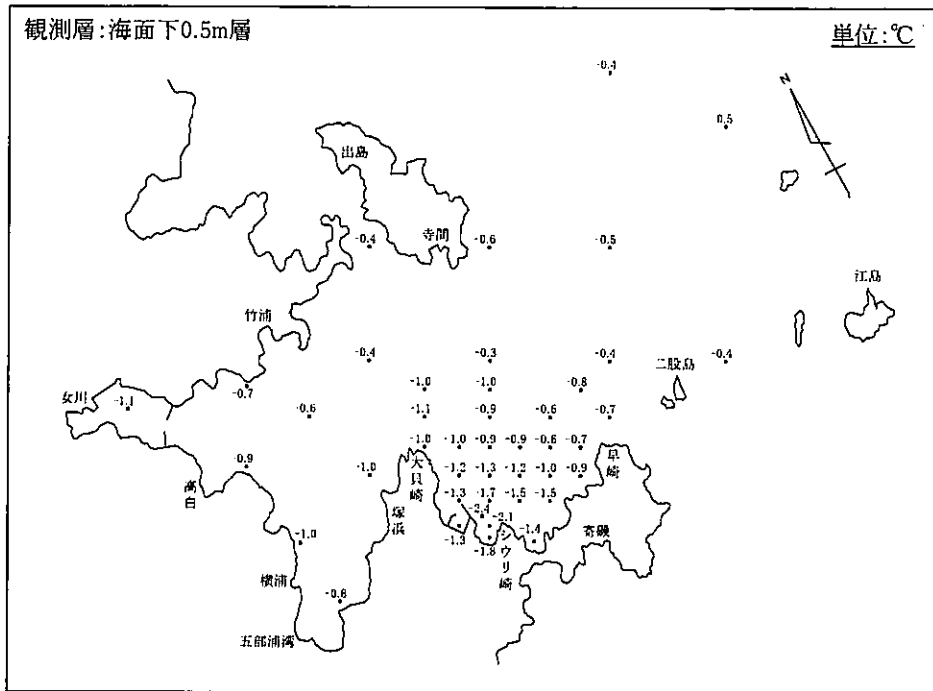 観測層:海面下0.5m層
単位:℃
-0.4
0.5
N
出島
寺間
-0.4
-0.6
-0.5
江島
竹浦
-0.4
-0.3
-0.4
二股島
-0.4
-0.7
-1.0
-1.0
-0.8
女川
-1.1
-0.6
-1.1
-0.9
-0.6
-0.7
-1.0
-1.0
-0.9
-0.9
-0.6
-0.7
早崎
-0.9
高白
-1.0
大貝崎
-1.2
-1.3
-1.2
-1.0
-0.9
塚浜
-1.3
-1.7
-1.5
-1.5
-2.4
-2.1
-1.3
-1.8
-1.4
シウリ崎
寄磯
-1.0
横浦
-0.8
五部浦湾